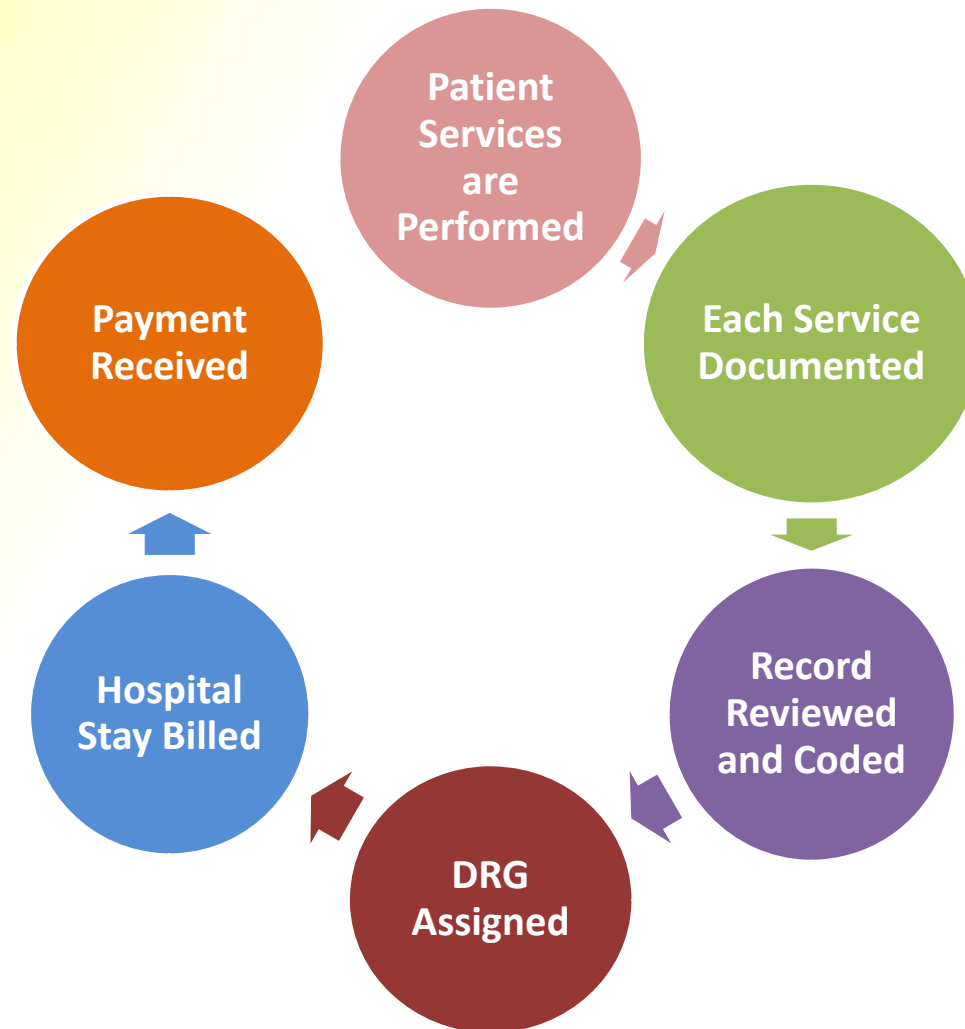 Patient
Services
are
Performed
Each Service
Documented
Record
Reviewed
and Coded
DRG
Assigned
Hospital
Stay Billed
Payment
Received